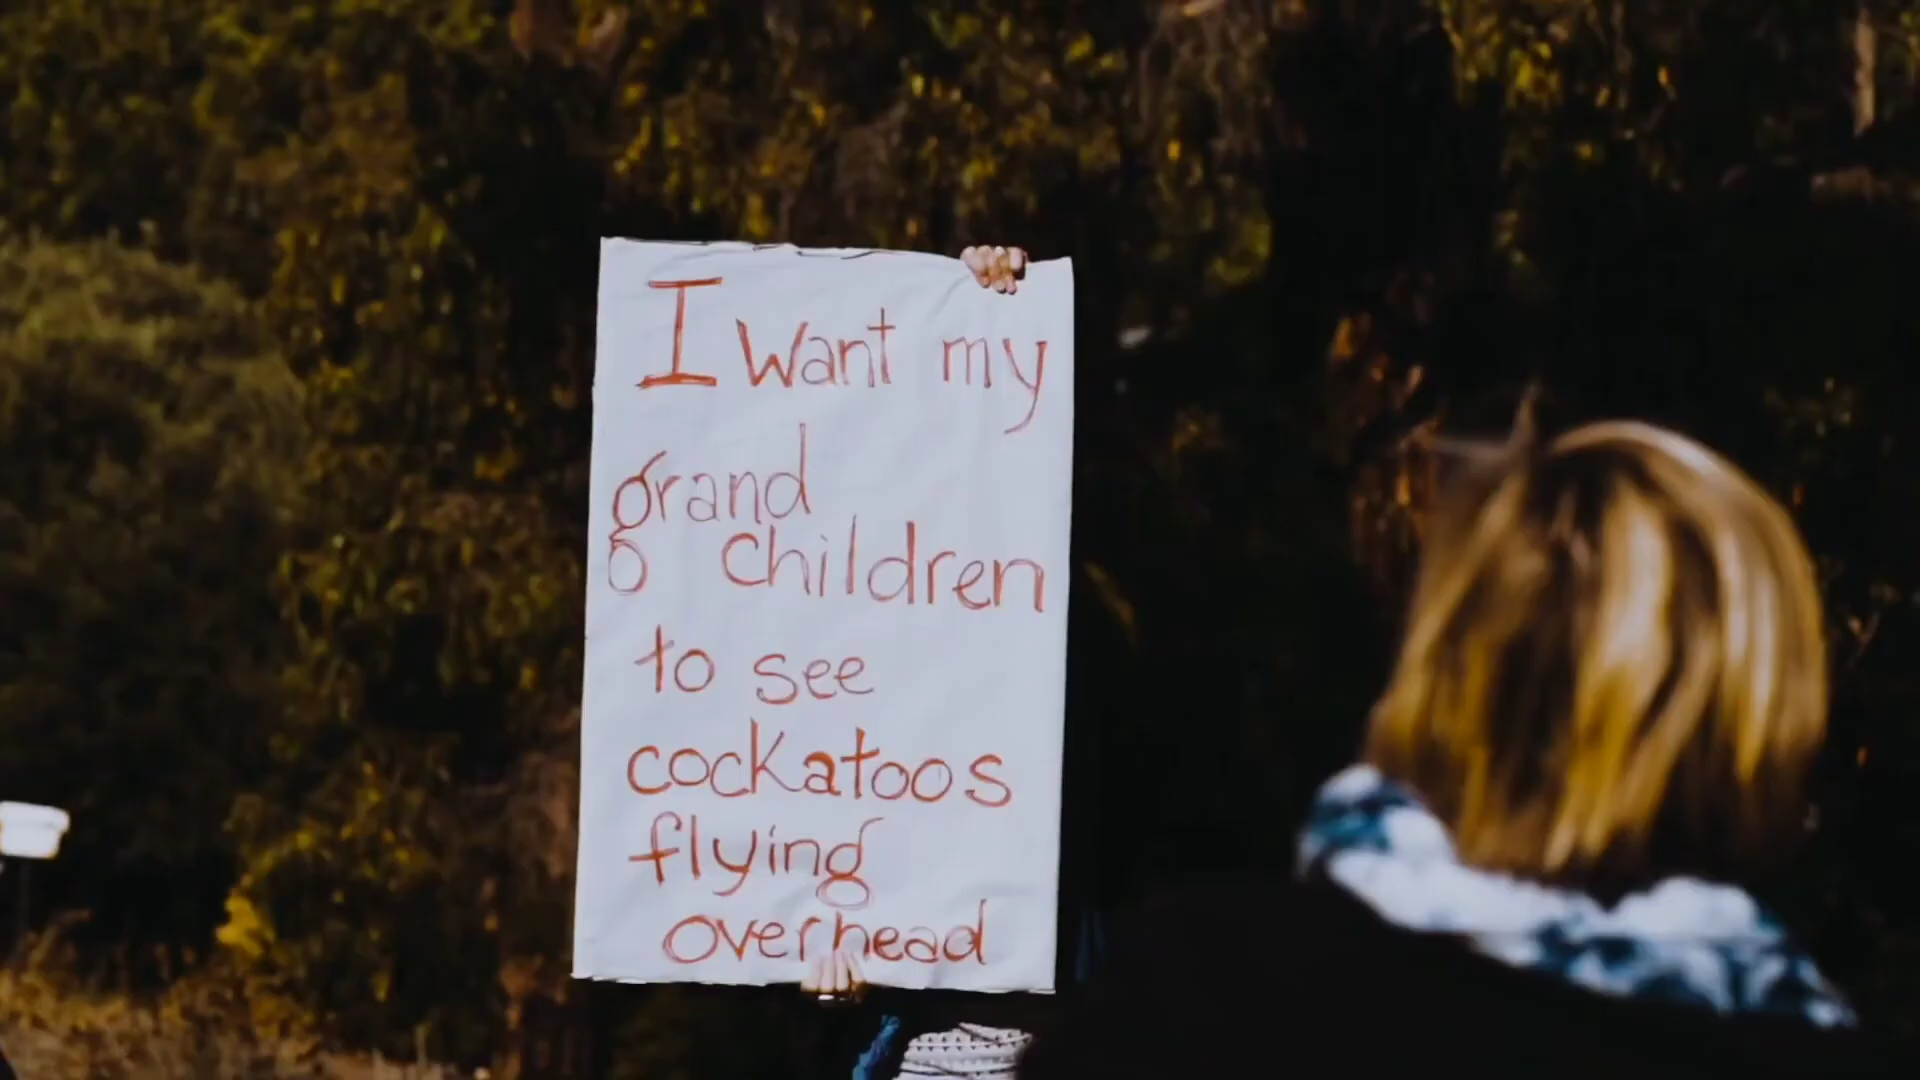 I want my
grand
children
to see
cockatoos
flying
overhead